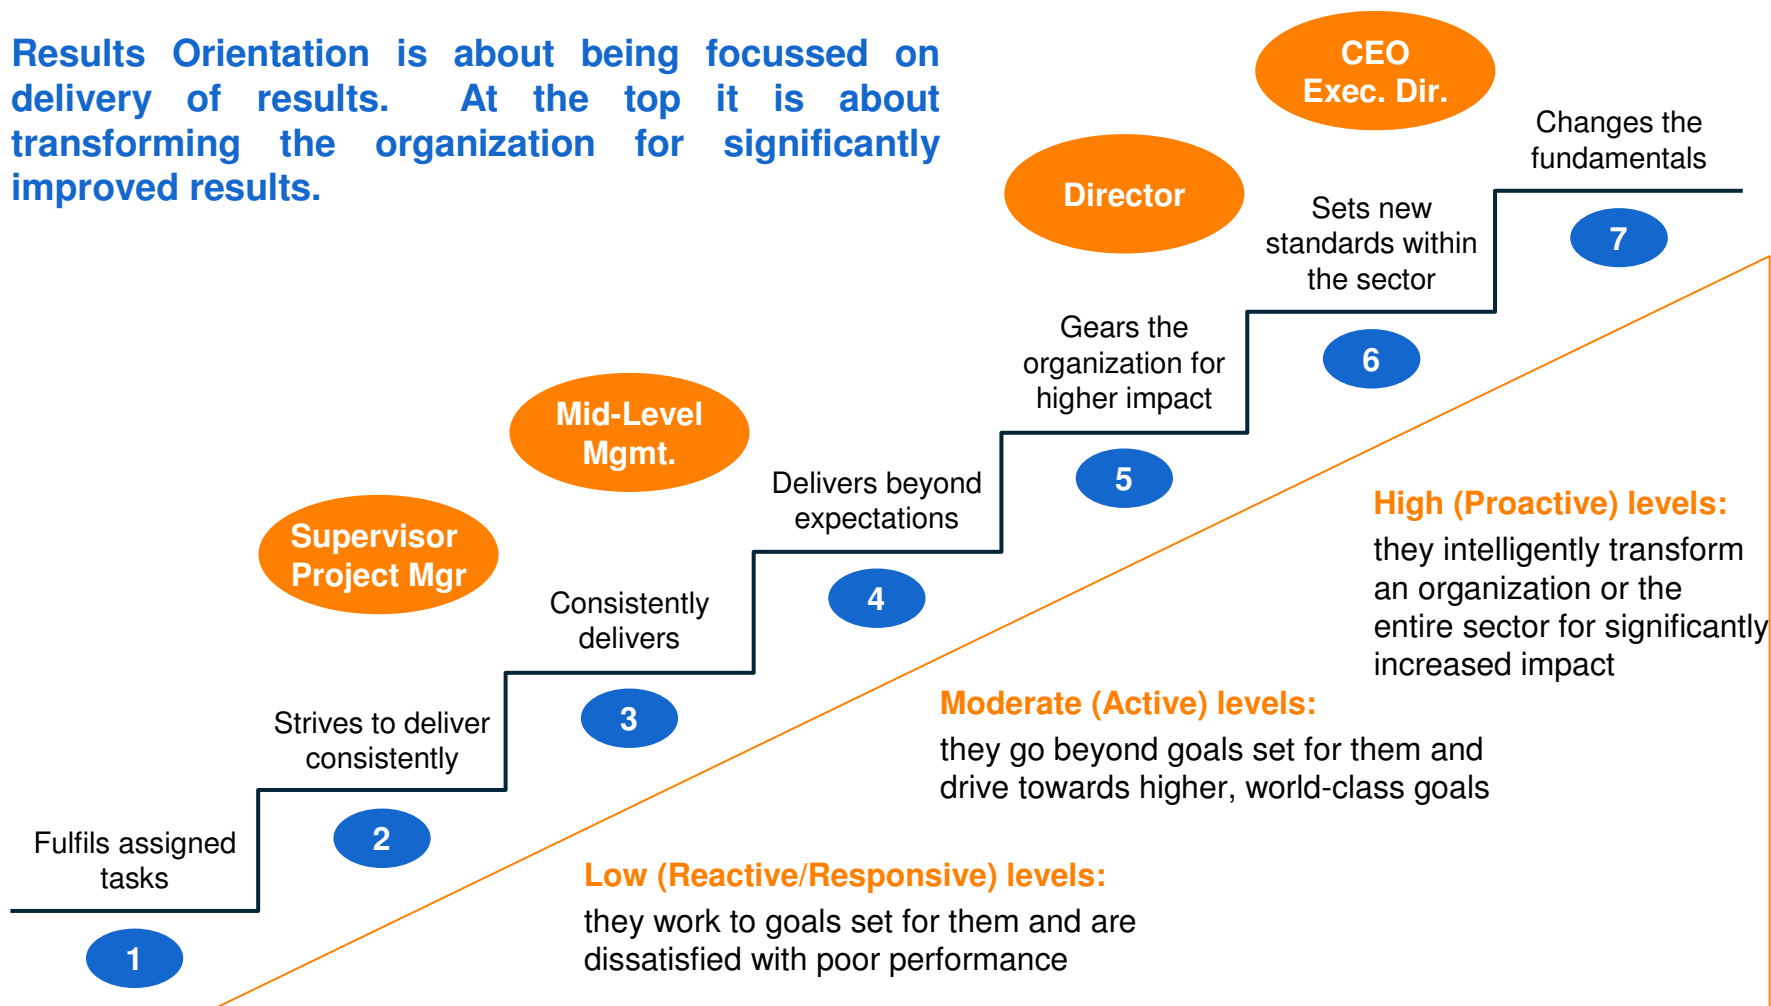 Results Orientation is about being focussed on
delivery of results. At the top it is about
transforming the organization for significantly
improved results.
CEO
Exec. Dir.
Changes the
fundamentals
7
Director
Sets new
standards within
the sector
6
Gears the
organization for
higher impact
5
Mid-Level
Mgmt.
Delivers beyond
expectations
4
Supervisor
Project Mgr
Consistently
delivers
3
Strives to deliver
consistently
2
Fulfils assigned
tasks
1
High (Proactive) levels:
they intelligently transform
an organization or the
entire sector for significantly
increased impact
Moderate (Active) levels:
they go beyond goals set for them and
drive towards higher, world-class goals
Low (Reactive/Responsive) levels:
they work to goals set for them and are
dissatisfied with poor performance